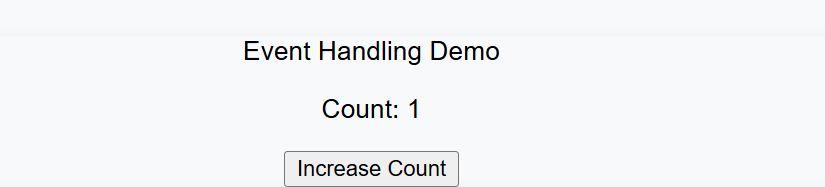 Event Handling Demo
Count: 1
Increase Count